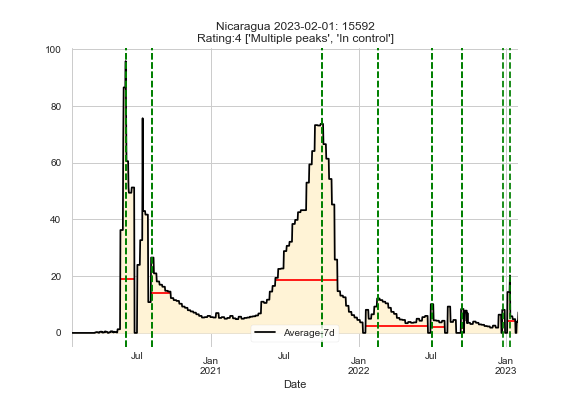 Nicaragua 2023-02-01: 15592
Rating:4 ['Multiple peaks', 'In control']
100
80
60
40
20
0
Average-7d
Jul
Jan
2021
Jul
Jan
2022
Jul
Jan
2023
Date